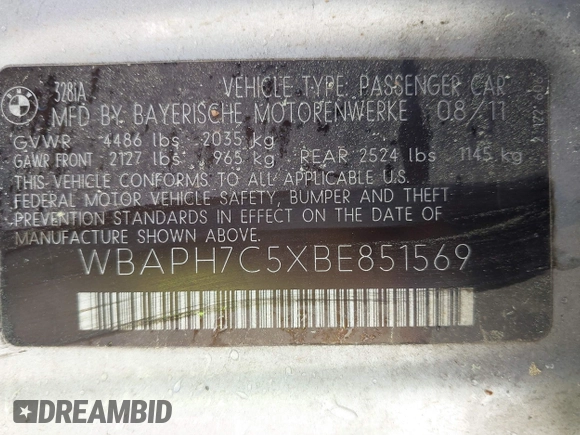 328iA VEHICLE TYPE: PASSENGER CAR
MFD BY: BAYERISCHE MOTORENWERKE 08/11
GVWR 4486 lbs 2035 kg
GAWR FRONT 2127 lbs 965 kg REAR 2524 lbs 1145 kg
THIS VEHICLE CONFORMS TO ALL APPLICABLE U.S.
FEDERAL MOTOR VEHICLE SAFETY, BUMPER AND THEFT
PREVENTION STANDARDS IN EFFECT ON THE DATE OF
MANUFACTURE SHOWN ABOVE.
WBAPH7C5XBE851569
DREAMBID